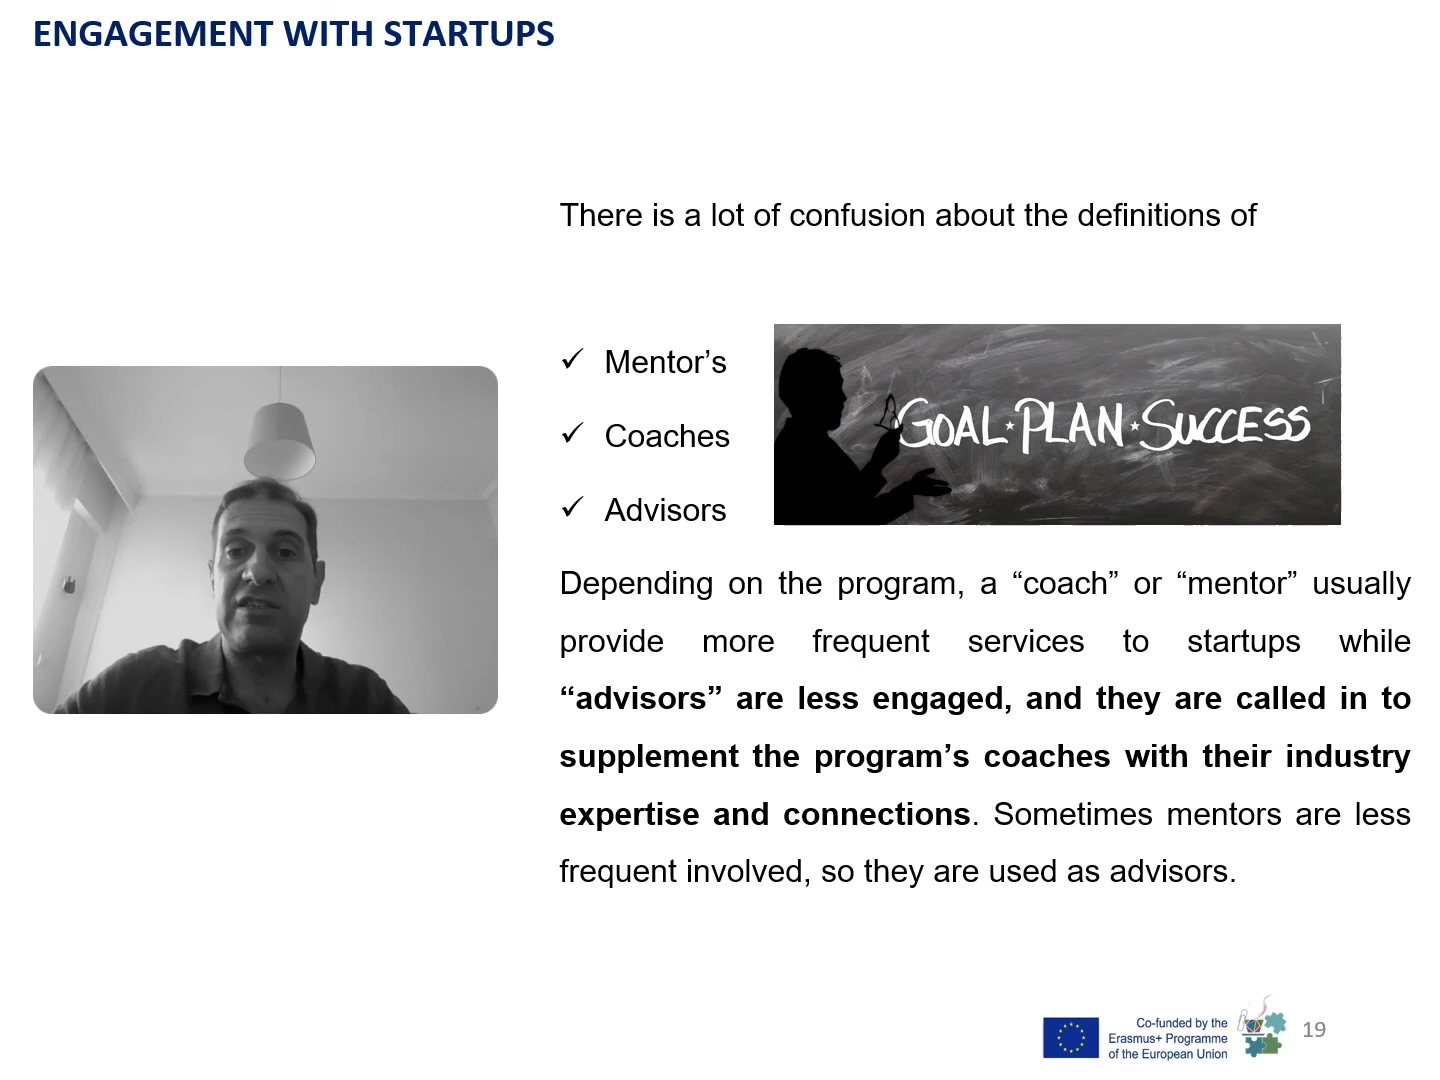 ENGAGEMENT WITH STARTUPS
There is a lot of confusion about the definitions of
✓ Mentor’s
✓ Coaches
✓ Advisors
GOAL ★ PLAN ★ SUCCESS
Depending on the program, a “coach” or “mentor” usually
provide more frequent services to startups while
“advisors” are less engaged, and they are called in to
supplement the program’s coaches with their industry
expertise and connections. Sometimes mentors are less
frequent involved, so they are used as advisors.
Co-funded by the
Erasmus+ Programme
of the European Union
19